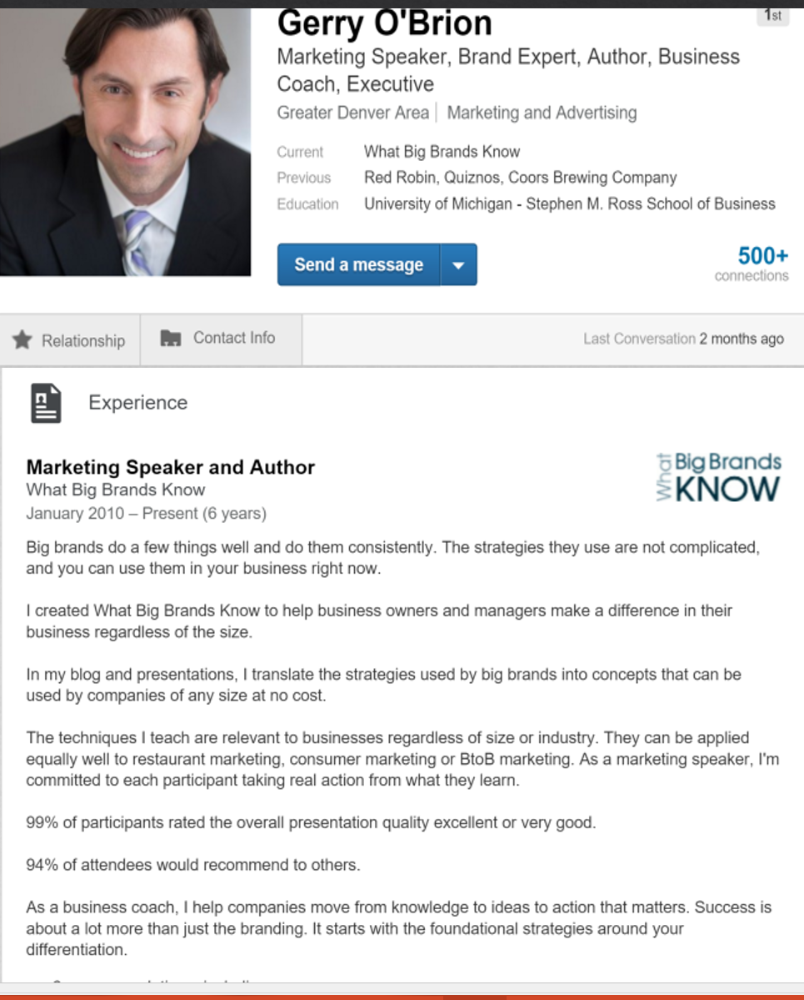 Gerry O'Brion
1st
Marketing Speaker, Brand Expert, Author, Business
Coach, Executive
Greater Denver Area | Marketing and Advertising
Current What Big Brands Know
Previous Red Robin, Quiznos, Coors Brewing Company
Education University of Michigan - Stephen M. Ross School of Business
Send a message
500+
connections
Relationship
Contact Info
Last Conversation 2 months ago
Experience
Marketing Speaker and Author
What Big Brands Know
January 2010 – Present (6 years)
What Big Brands
KNOW
Big brands do a few things well and do them consistently. The strategies they use are not complicated,
and you can use them in your business right now.
I created What Big Brands Know to help business owners and managers make a difference in their
business regardless of the size.
In my blog and presentations, I translate the strategies used by big brands into concepts that can be
used by companies of any size at no cost.
The techniques I teach are relevant to businesses regardless of size or industry. They can be applied
equally well to restaurant marketing, consumer marketing or BtoB marketing. As a marketing speaker, I'm
committed to each participant taking real action from what they learn.
99% of participants rated the overall presentation quality excellent or very good.
94% of attendees would recommend to others.
As a business coach, I help companies move from knowledge to ideas to action that matters. Success is
about a lot more than just the branding. It starts with the foundational strategies around your
differentiation.